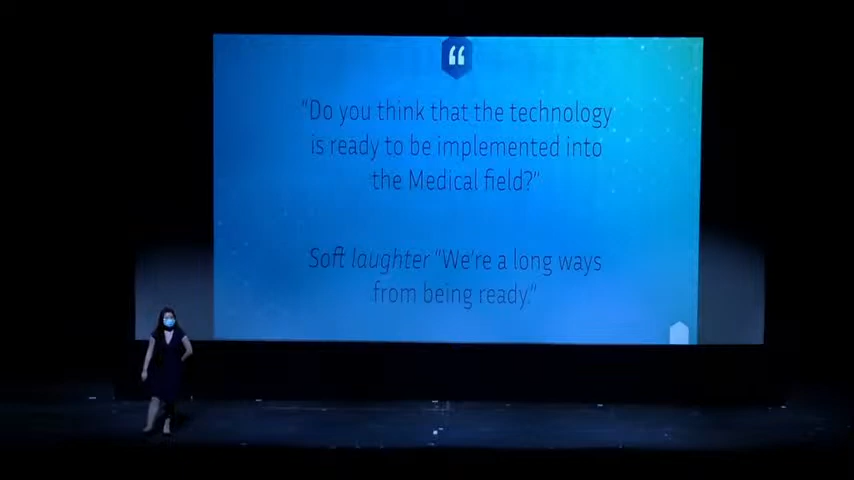 “
“Do you think that the technology
is ready to be implemented into
the Medical field?”
Soft laughter “We're a long ways
from being ready.”